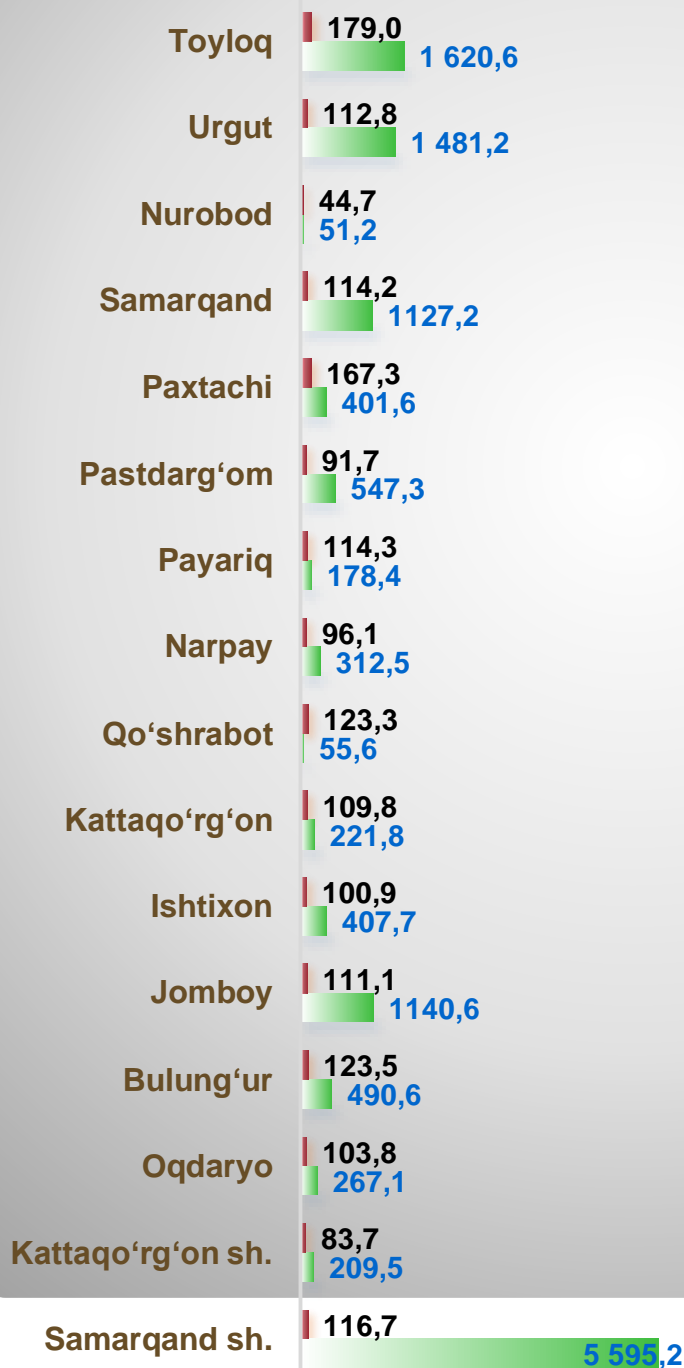 Toyloq
179,0
1 620,6
Urgut
112,8
1 481,2
Nurobod
44,7
51,2
Samarqand
114,2
1127,2
Paxtachi
167,3
401,6
Pastdarg‘om
91,7
547,3
Payariq
114,3
178,4
Narpay
96,1
312,5
Qo‘shrabot
123,3
55,6
Kattaqo‘rg‘on
109,8
221,8
Ishtixon
100,9
407,7
Jomboy
111,1
1140,6
Bulung‘ur
123,5
490,6
Oqdaryo
103,8
267,1
Kattaqo‘rg‘on sh.
83,7
209,5
Samarqand sh.
116,7
5 595,2